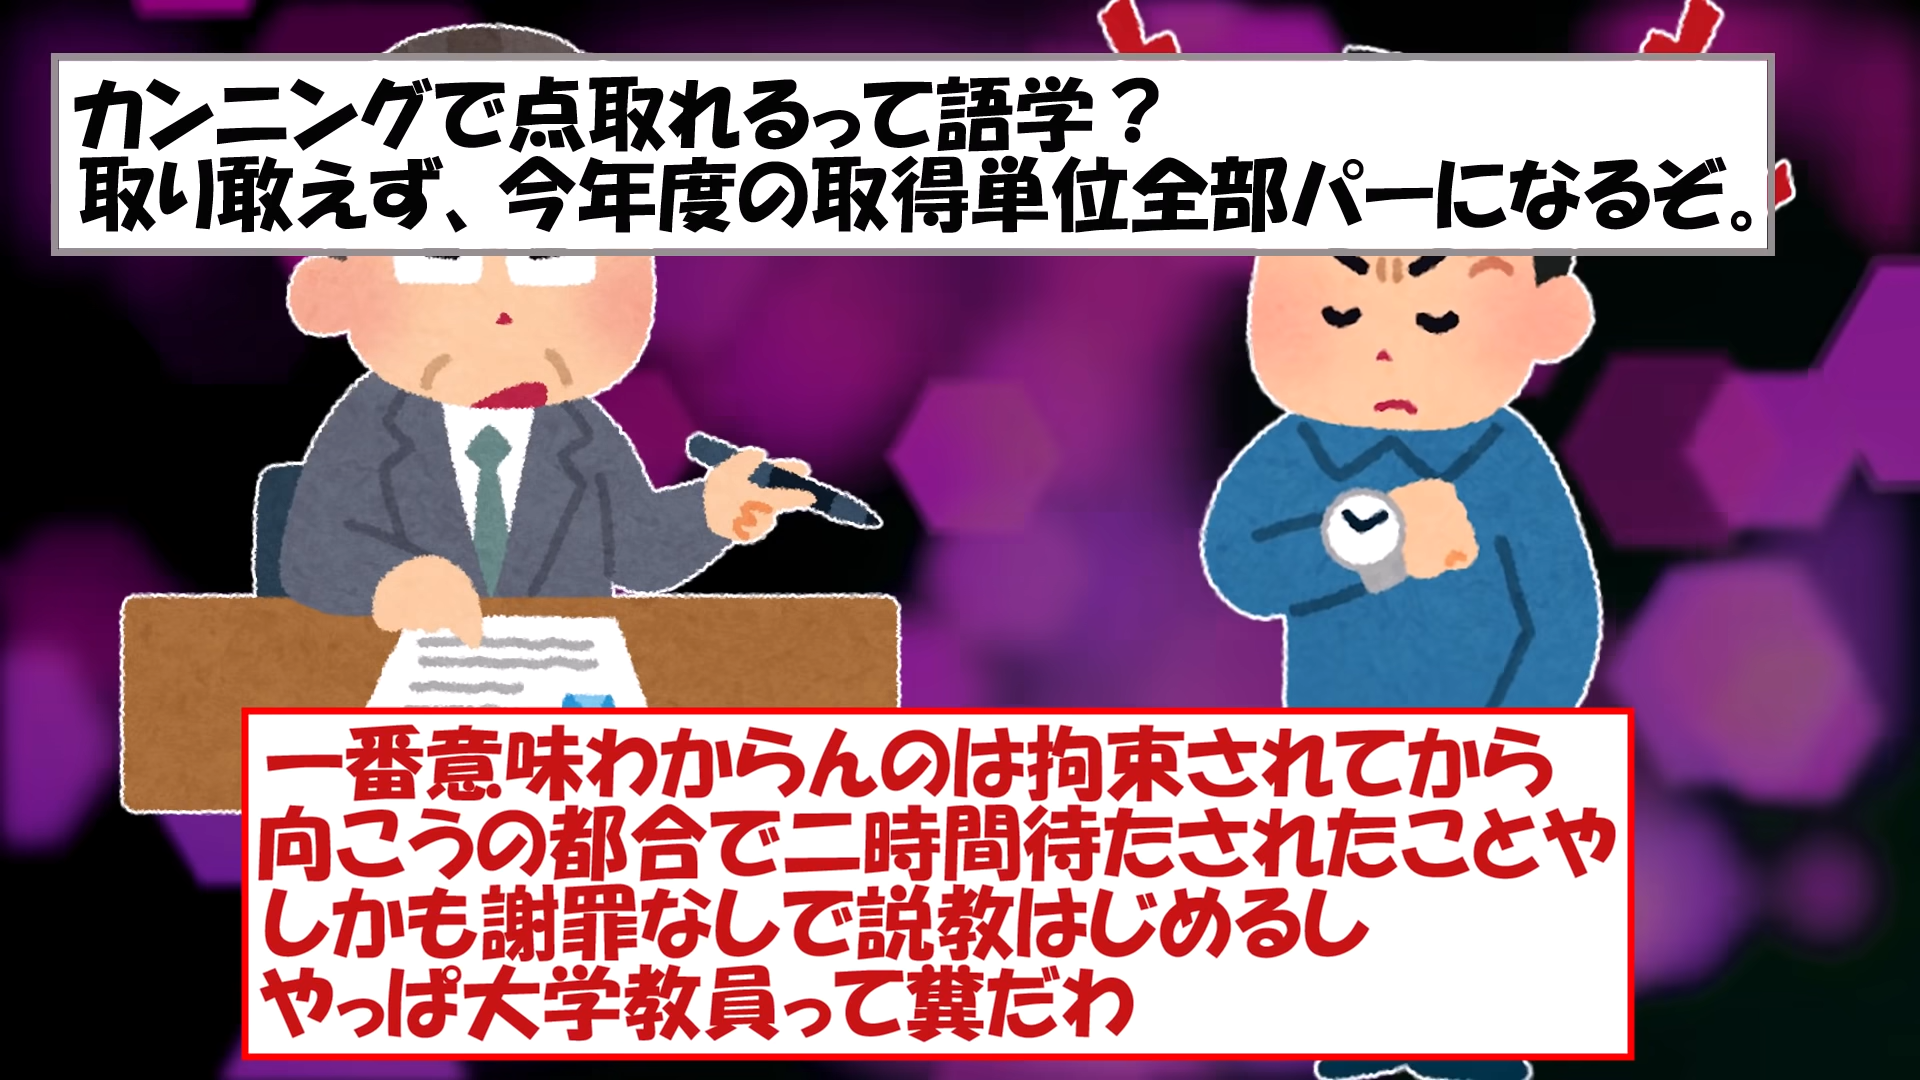 カンニングで点取れるって語学？
取り敢えず、今年度の取得単位全部パーになるぞ。
一番意味わからんのは拘束されてから
向こうの都合で二時間待たされたことや
しかも謝罪なしで説教はじめるし
やっぱ大学教員って糞だわ